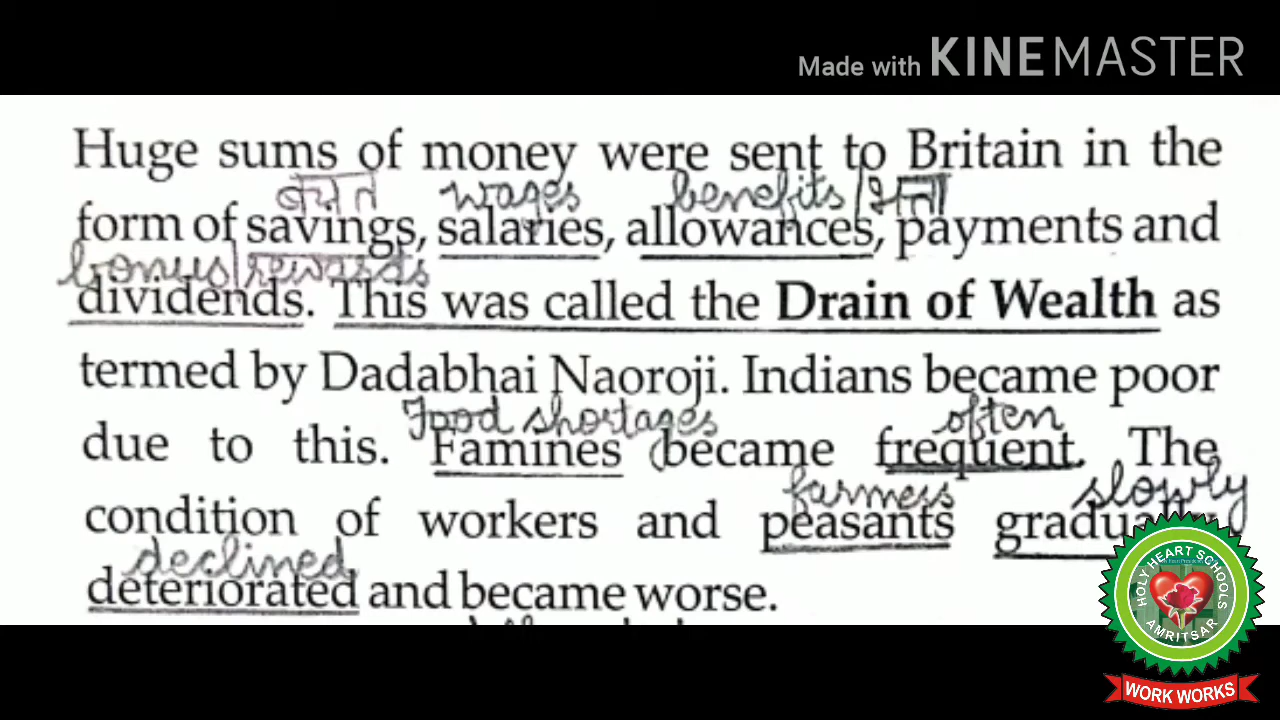 Made with KINEMASTER
Huge sums of money were sent to Britain in the
बचत wages benefits/भत्ता
form of savings, salaries, allowances, payments and
bonus/rewards
dividends. This was called the Drain of Wealth as
termed by Dadabhai Naoroji. Indians became poor
Food shortages often
due to this. Famines became frequent. The
farmers slowly
condition of workers and peasants gradually
declined
deteriorated and became worse.
HOLY HEART SCHOOLS
AMRITSAR
WORK WORKS